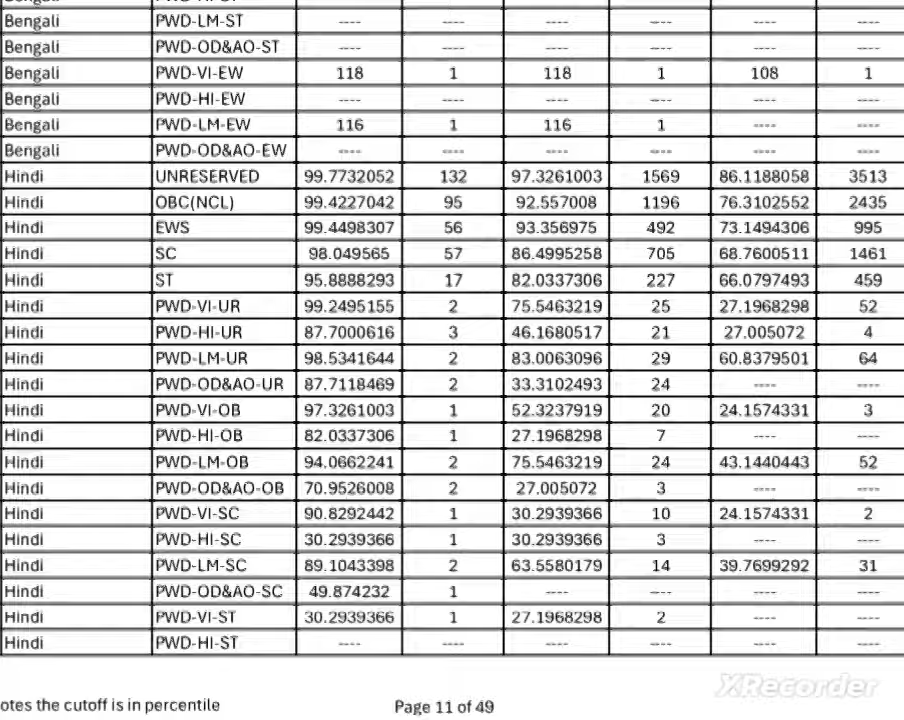 Bengali PWD-LM-ST ---- ---- ---- ---- ---- ----
Bengali PWD-OD&AO-ST ---- ---- ---- ---- ---- ----
Bengali PWD-VI-EW 118 1 118 1 108 1
Bengali PWD-HI-EW ---- ---- ---- ---- ---- ----
Bengali PWD-LM-EW 116 1 116 1 ---- ----
Bengali PWD-OD&AO-EW ---- ---- ---- ---- ---- ----
Hindi UNRESERVED 99.7732052 132 97.3261003 1569 86.1188058 3513
Hindi OBC(NCL) 99.4227042 95 92.557008 1196 76.3102552 2435
Hindi EWS 99.4498307 56 93.356975 492 73.1494306 995
Hindi SC 98.049565 57 86.4995258 705 68.7600511 1461
Hindi ST 95.8888293 17 82.0337306 227 66.0797493 459
Hindi PWD-VI-UR 99.2495155 2 75.5463219 25 27.1968298 52
Hindi PWD-HI-UR 87.7000616 3 46.1680517 21 27.005072 4
Hindi PWD-LM-UR 98.5341644 2 83.0063096 29 60.8379501 64
Hindi PWD-OD&AO-UR 87.7118469 2 33.3102493 24 ---- ----
Hindi PWD-VI-OB 97.3261003 1 52.3237919 20 24.1574331 3
Hindi PWD-HI-OB 82.0337306 1 27.1968298 7 ---- ----
Hindi PWD-LM-OB 94.0662241 2 75.5463219 24 43.1440443 52
Hindi PWD-OD&AO-OB 70.9526008 2 27.005072 3 ---- ----
Hindi PWD-VI-SC 90.8292442 1 30.2939366 10 24.1574331 2
Hindi PWD-HI-SC 30.2939366 1 30.2939366 3 ---- ----
Hindi PWD-LM-SC 89.1043398 2 63.5580179 14 39.7699292 31
Hindi PWD-OD&AO-SC 49.874232 1 ---- ---- ---- ----
Hindi PWD-VI-ST 30.2939366 1 27.1968298 2 ---- ----
Hindi PWD-HI-ST ---- ---- ---- ---- ---- ----
XRecorder
otes the cutoff is in percentile Page 11 of 49